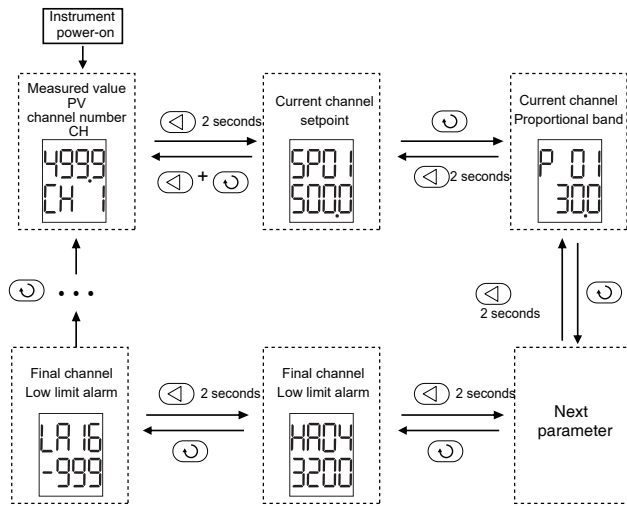 Instrument
power-on
Measured value
PV
channel number
CH
499.9
CH 1
2 seconds
+
Current channel
setpoint
SP01
500.0
2 seconds
Current channel
Proportional band
P 01
30.0
2 seconds
Final channel
Low limit alarm
LA16
-999
2 seconds
Final channel
Low limit alarm
HA04
3200
2 seconds
Next
parameter